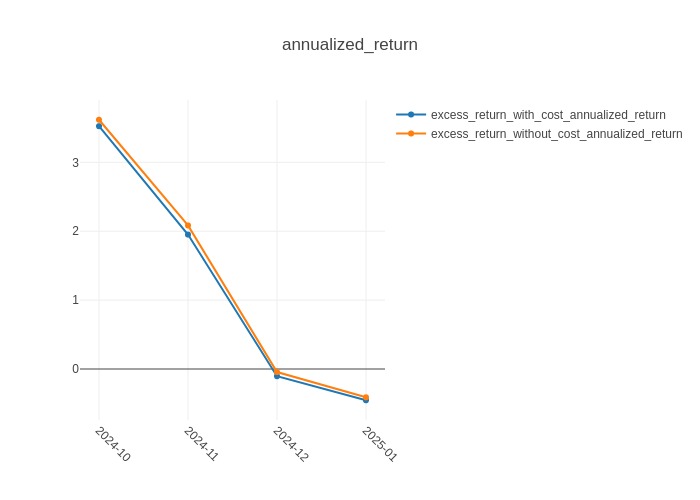 annualized_return
excess_return_with_cost_annualized_return
excess_return_without_cost_annualized_return
3
2
1
0
2024-10
2024-11
2024-12
2025-01